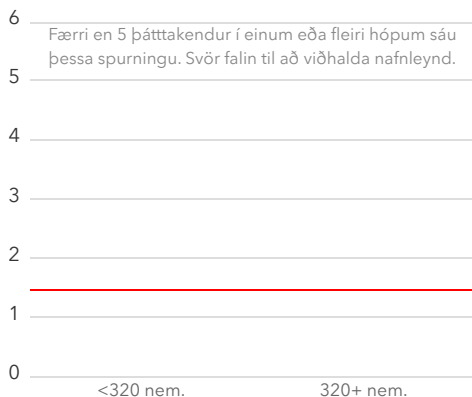 6
Færri en 5 þátttakendur í einum eða fleiri hópum sáu
þessa spurningu. Svör falin til að viðhalda nafnleynd.
5
4
3
2
1
0
<320 nem. 320+ nem.